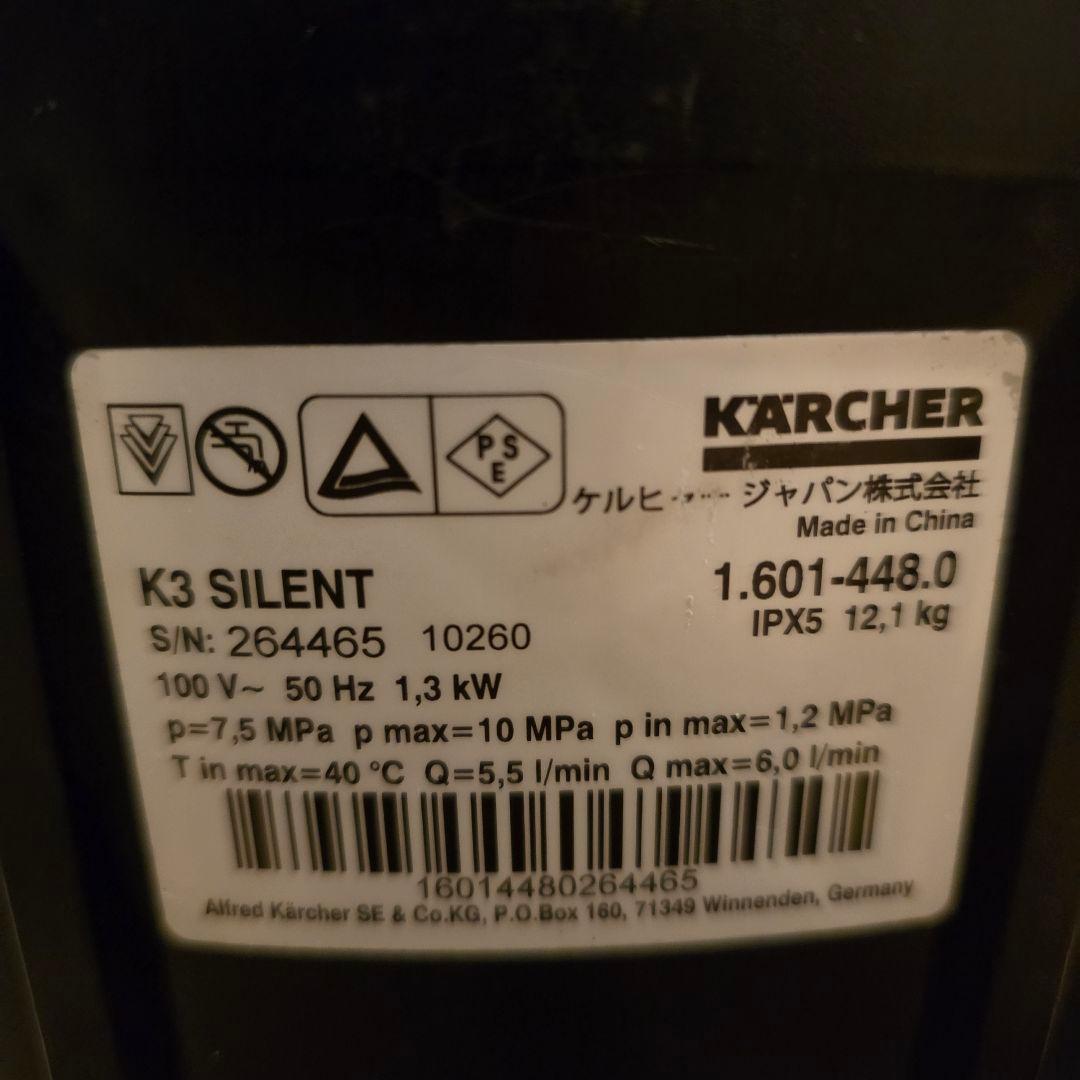 KÄRCHER
PSE
ケルヒ ジャパン株式会社
Made in China
K3 SILENT
1.601-448.0
S/N: 264465 10260
IPX5 12,1 kg
100 V~ 50 Hz 1,3 kW
p=7,5 MPa p max=10 MPa p in max=1,2 MPa
T in max=40 °C Q=5,5 l/min Q max=6,0 l/min
16014480264465
Alfred Kärcher SE & Co.KG, P.O.Box 160, 71349 Winnenden, Germany